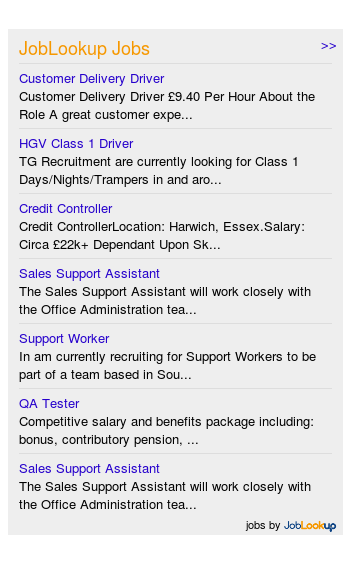 JobLookup Jobs >>
Customer Delivery Driver
Customer Delivery Driver £9.40 Per Hour About the
Role A great customer expe...
HGV Class 1 Driver
TG Recruitment are currently looking for Class 1
Days/Nights/Trampers in and aro...
Credit Controller
Credit ControllerLocation: Harwich, Essex.Salary:
Circa £22k+ Dependant Upon Sk...
Sales Support Assistant
The Sales Support Assistant will work closely with
the Office Administration tea...
Support Worker
In am currently recruiting for Support Workers to be
part of a team based in Sou...
QA Tester
Competitive salary and benefits package including:
bonus, contributory pension, ...
Sales Support Assistant
The Sales Support Assistant will work closely with
the Office Administration tea...
jobs by JobLookup